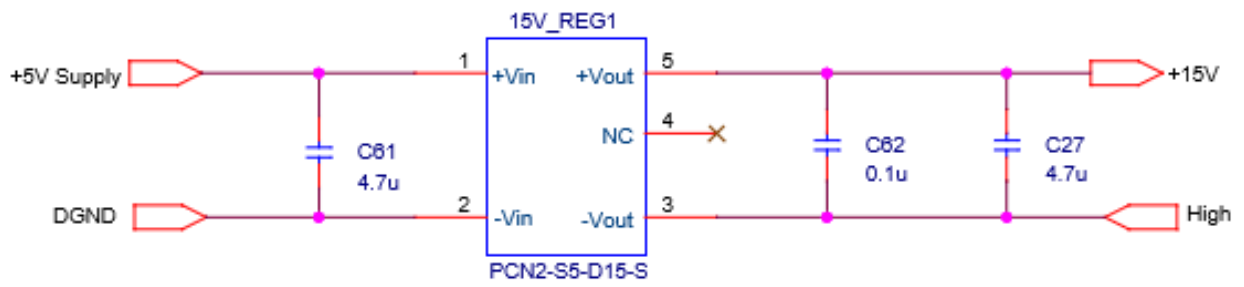 15V_REG1
+5V Supply
1
+Vin
+Vout
5
+15V
NC
4
C61
4.7u
C62
0.1u
C27
4.7u
DGND
2
-Vin
-Vout
3
High
PCN2-S5-D15-S